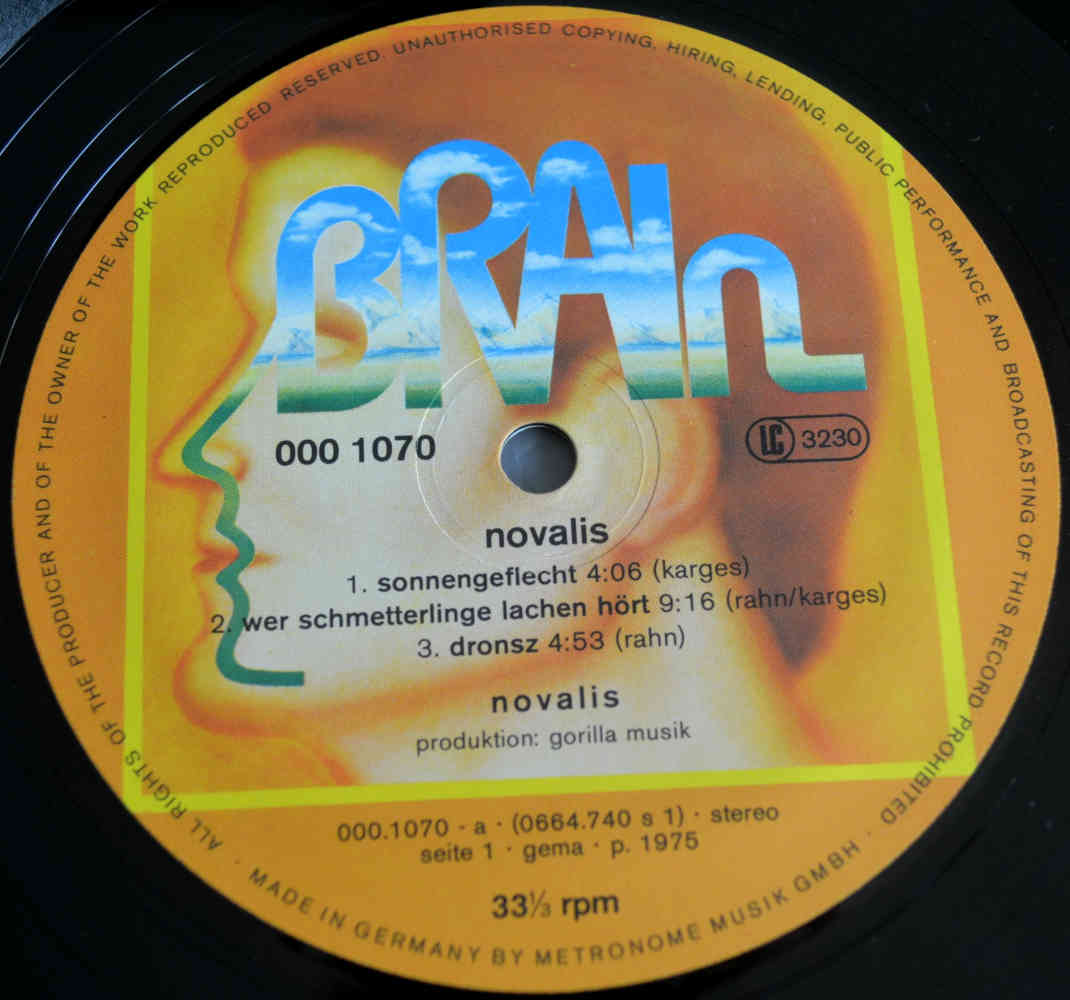 ALL RIGHTS OF THE PRODUCER AND OF THE OWNER OF THE WORK REPRODUCED RESERVED. UNAUTHORISED COPYING, HIRING, LENDING, PUBLIC PERFORMANCE AND BROADCASTING OF THIS RECORD PROHIBITED ·
BRAIn
000 1070
LC 3230
novalis
1. sonnengeflecht 4:06 (karges)
2. wer schmetterlinge lachen hört 9:16 (rahn/karges)
3. dronsz 4:53 (rahn)
novalis
produktion: gorilla musik
000.1070 · a · (0664.740 s 1) · stereo
seite 1 · gema · p. 1975
33⅓ rpm
· MADE IN GERMANY BY METRONOME MUSIK GMBH ·